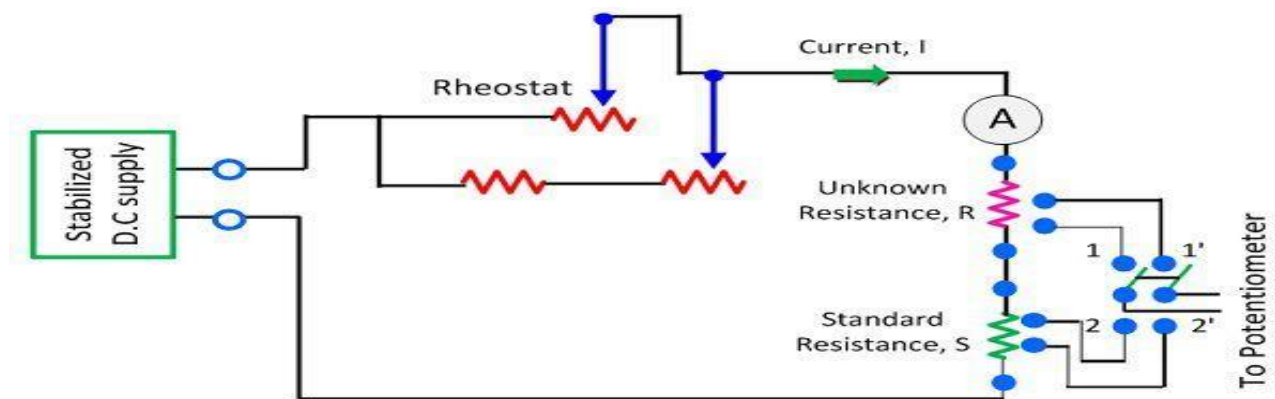 Current, I
Rheostat
A
Stabilized
D.C supply
Unknown
Resistance, R
1 1'
Standard
Resistance, S
2 2'
To Potentiometer